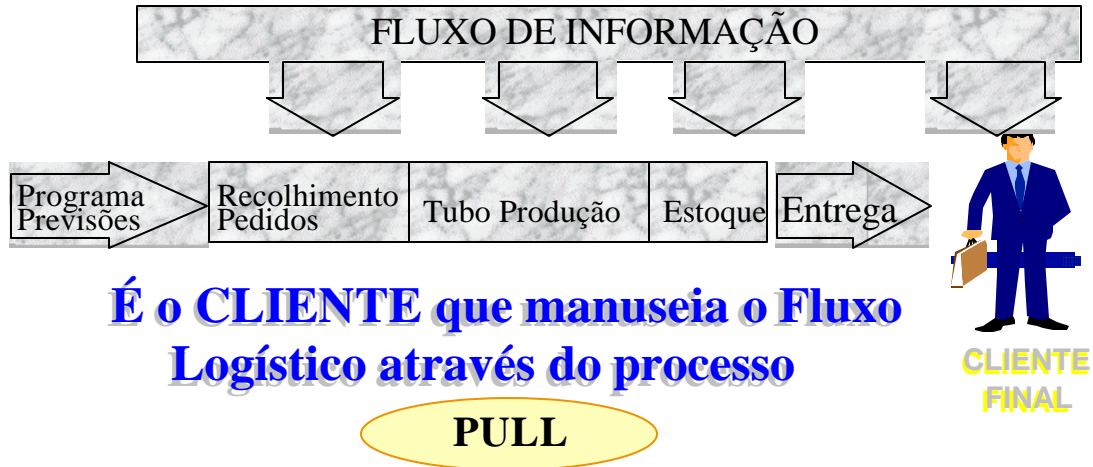 FLUXO DE INFORMAÇÃO
Programa
Previsões
Recolhimento
Pedidos
Tubo Produção
Estoque
Entrega
É o CLIENTE que manuseia o Fluxo
Logístico através do processo
PULL
CLIENTE
FINAL